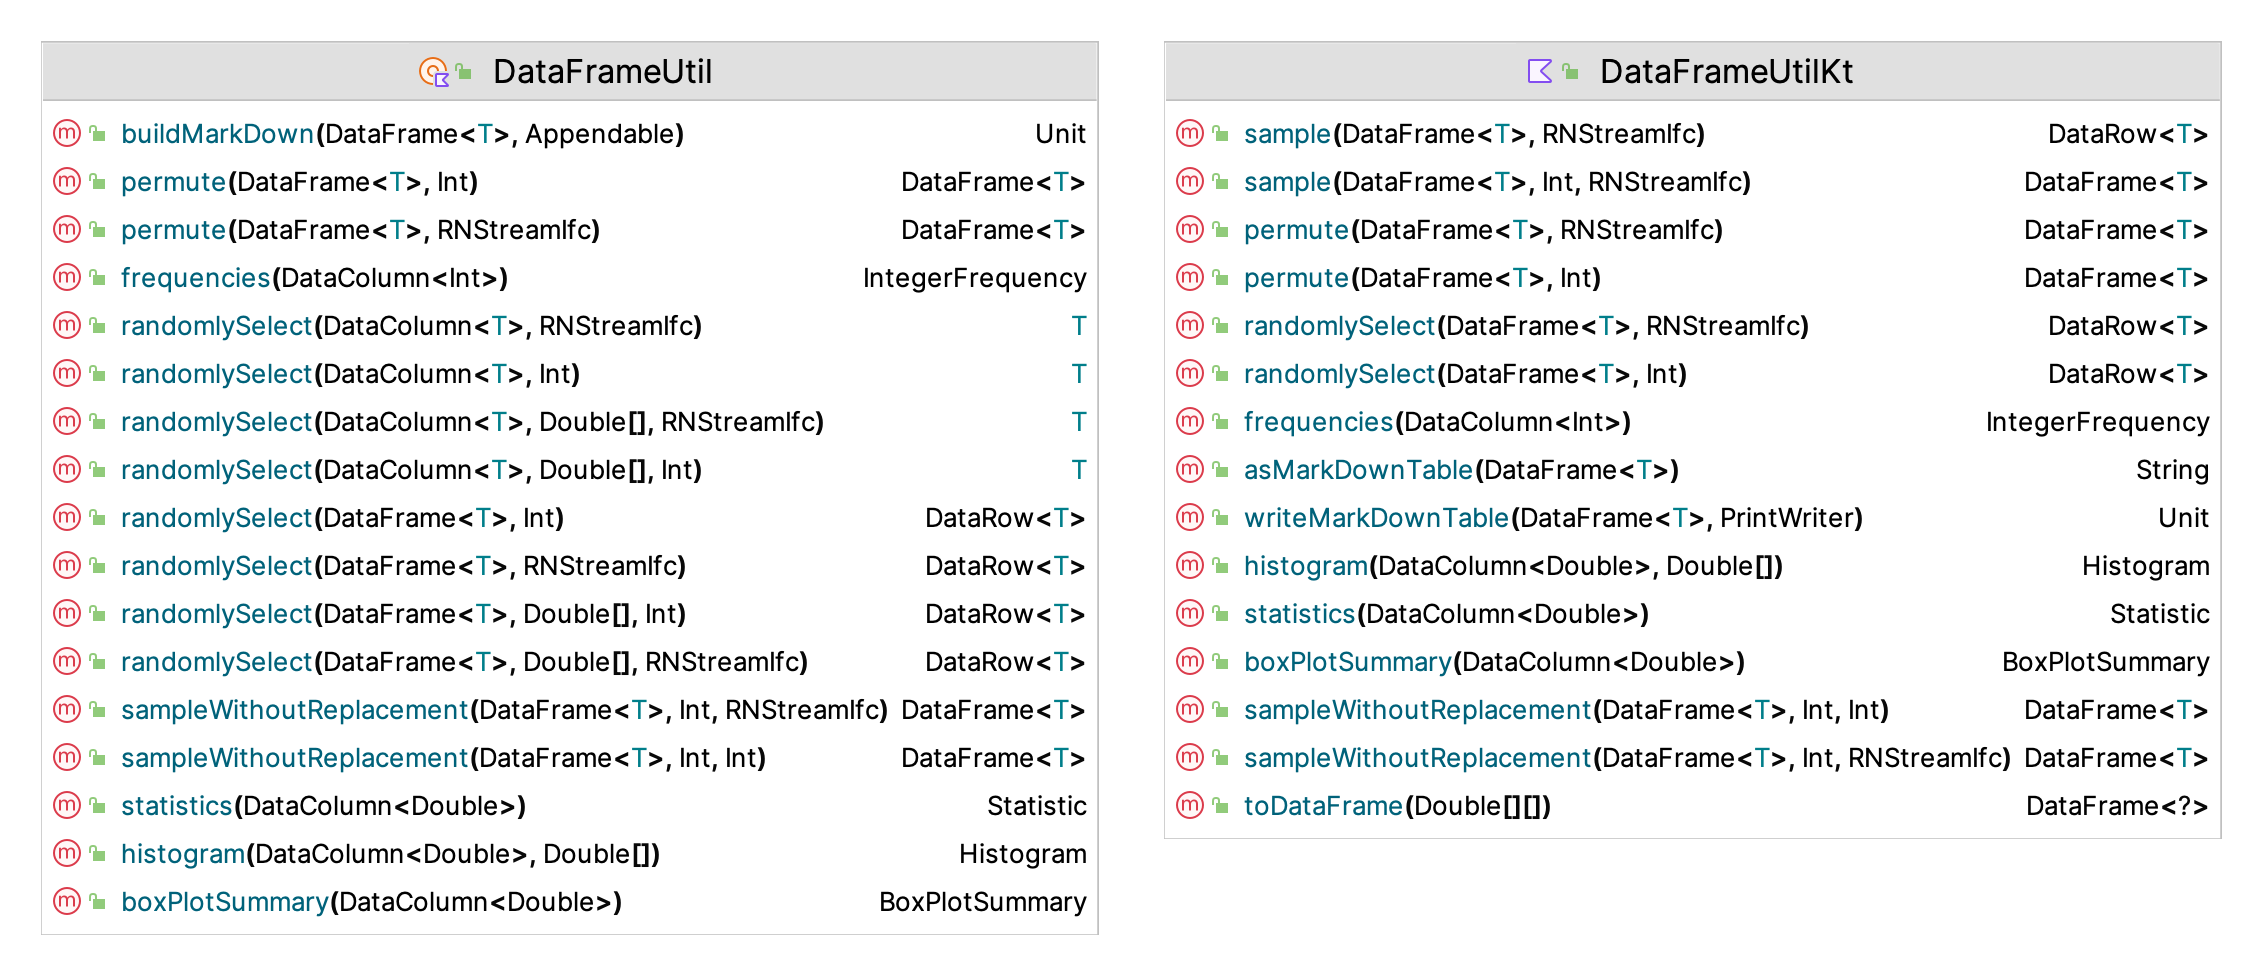 DataFrameUtil
buildMarkDown(DataFrame<T>, Appendable) Unit
permute(DataFrame<T>, Int) DataFrame<T>
permute(DataFrame<T>, RNStreamIfc) DataFrame<T>
frequencies(DataColumn<Int>) IntegerFrequency
randomlySelect(DataColumn<T>, RNStreamIfc) T
randomlySelect(DataColumn<T>, Int) T
randomlySelect(DataColumn<T>, Double[], RNStreamIfc) T
randomlySelect(DataColumn<T>, Double[], Int) T
randomlySelect(DataFrame<T>, Int) DataRow<T>
randomlySelect(DataFrame<T>, RNStreamIfc) DataRow<T>
randomlySelect(DataFrame<T>, Double[], Int) DataRow<T>
randomlySelect(DataFrame<T>, Double[], RNStreamIfc) DataRow<T>
sampleWithoutReplacement(DataFrame<T>, Int, RNStreamIfc) DataFrame<T>
sampleWithoutReplacement(DataFrame<T>, Int, Int) DataFrame<T>
statistics(DataColumn<Double>) Statistic
histogram(DataColumn<Double>, Double[]) Histogram
boxPlotSummary(DataColumn<Double>) BoxPlotSummary
DataFrameUtilKt
sample(DataFrame<T>, RNStreamIfc) DataRow<T>
sample(DataFrame<T>, Int, RNStreamIfc) DataFrame<T>
permute(DataFrame<T>, RNStreamIfc) DataFrame<T>
permute(DataFrame<T>, Int) DataFrame<T>
randomlySelect(DataFrame<T>, RNStreamIfc) DataRow<T>
randomlySelect(DataFrame<T>, Int) DataRow<T>
frequencies(DataColumn<Int>) IntegerFrequency
asMarkDownTable(DataFrame<T>) String
writeMarkDownTable(DataFrame<T>, PrintWriter) Unit
histogram(DataColumn<Double>, Double[]) Histogram
statistics(DataColumn<Double>) Statistic
boxPlotSummary(DataColumn<Double>) BoxPlotSummary
sampleWithoutReplacement(DataFrame<T>, Int, Int) DataFrame<T>
sampleWithoutReplacement(DataFrame<T>, Int, RNStreamIfc) DataFrame<T>
toDataFrame(Double[][]) DataFrame<?>